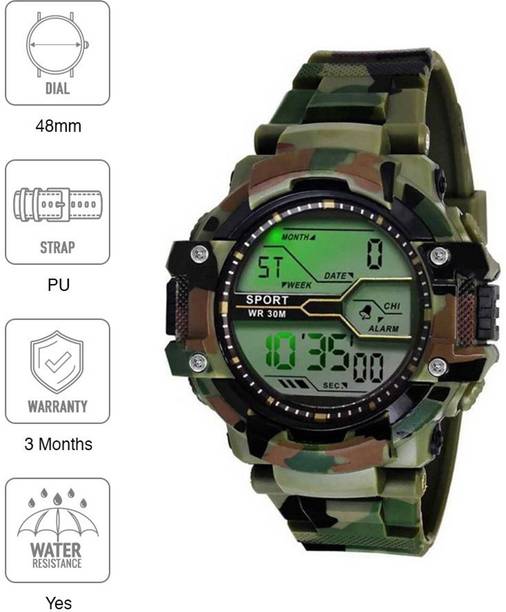 DIAL
48mm
STRAP
PU
WARRANTY
3 Months
WATER
RESISTANCE
Yes
MONTH
0
ST
DATE
WEEK
SPORT
WR 30M
CHI
ALARM
10'35 00
SEC